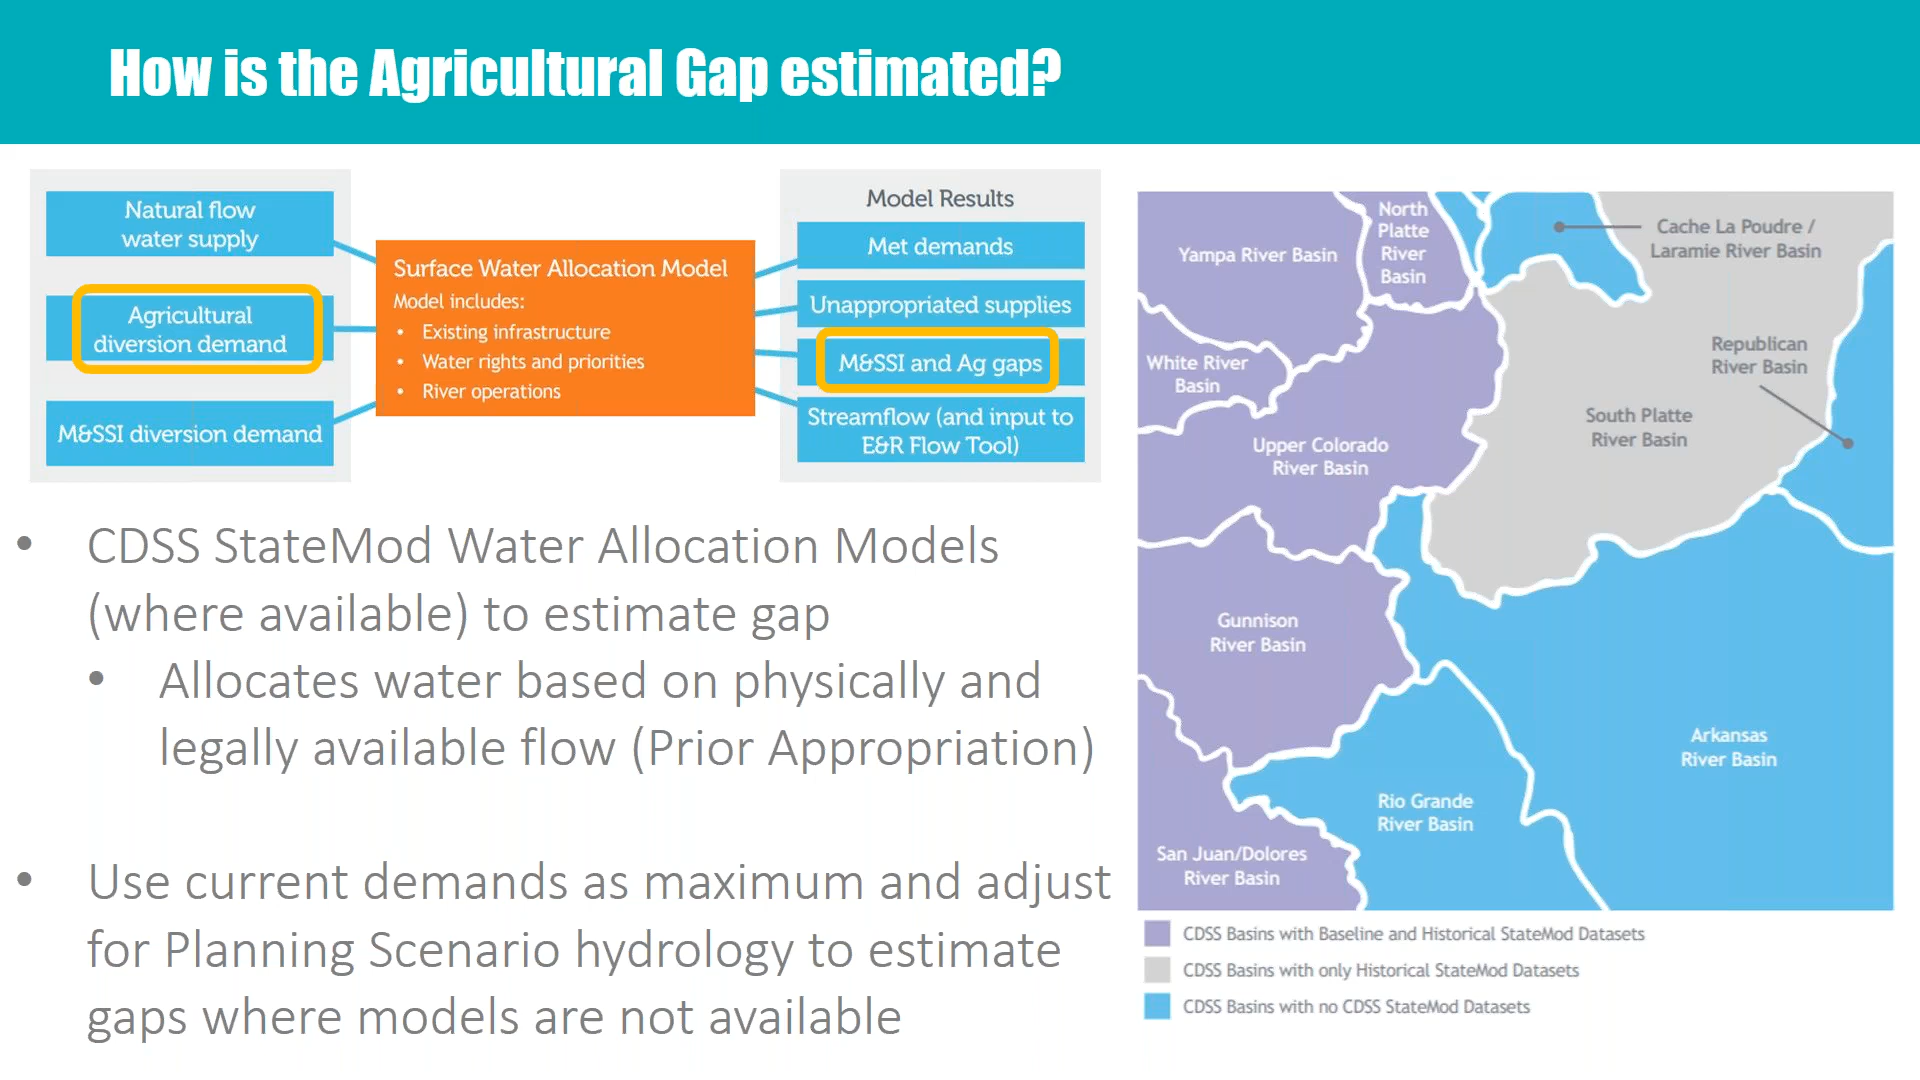 How is the Agricultural Gap estimated?
Natural flow
water supply
Agricultural
diversion demand
M&SSI diversion demand
Surface Water Allocation Model
Model includes:
• Existing infrastructure
• Water rights and priorities
• River operations
Model Results
Met demands
Unappropriated supplies
M&SSI and Ag gaps
Streamflow (and input to
E&R Flow Tool)
• CDSS StateMod Water Allocation Models
(where available) to estimate gap
• Allocates water based on physically and
legally available flow (Prior Appropriation)
• Use current demands as maximum and adjust
for Planning Scenario hydrology to estimate
gaps where models are not available
Yampa River Basin
North
Platte
River
Basin
Cache La Poudre /
Laramie River Basin
White River
Basin
Republican
River Basin
Upper Colorado
River Basin
South Platte
River Basin
Gunnison
River Basin
Arkansas
River Basin
Rio Grande
River Basin
San Juan/Dolores
River Basin
CDSS Basins with Baseline and Historical StateMod Datasets
CDSS Basins with only Historical StateMod Datasets
CDSS Basins with no CDSS StateMod Datasets